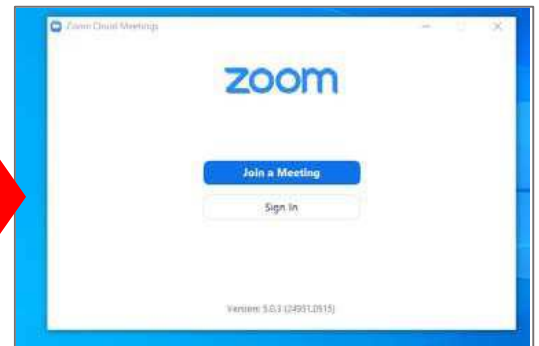 Zoom Cloud Meetings
zoom
Join a Meeting
Sign In
Version: 5.0.3 (24951.0515)